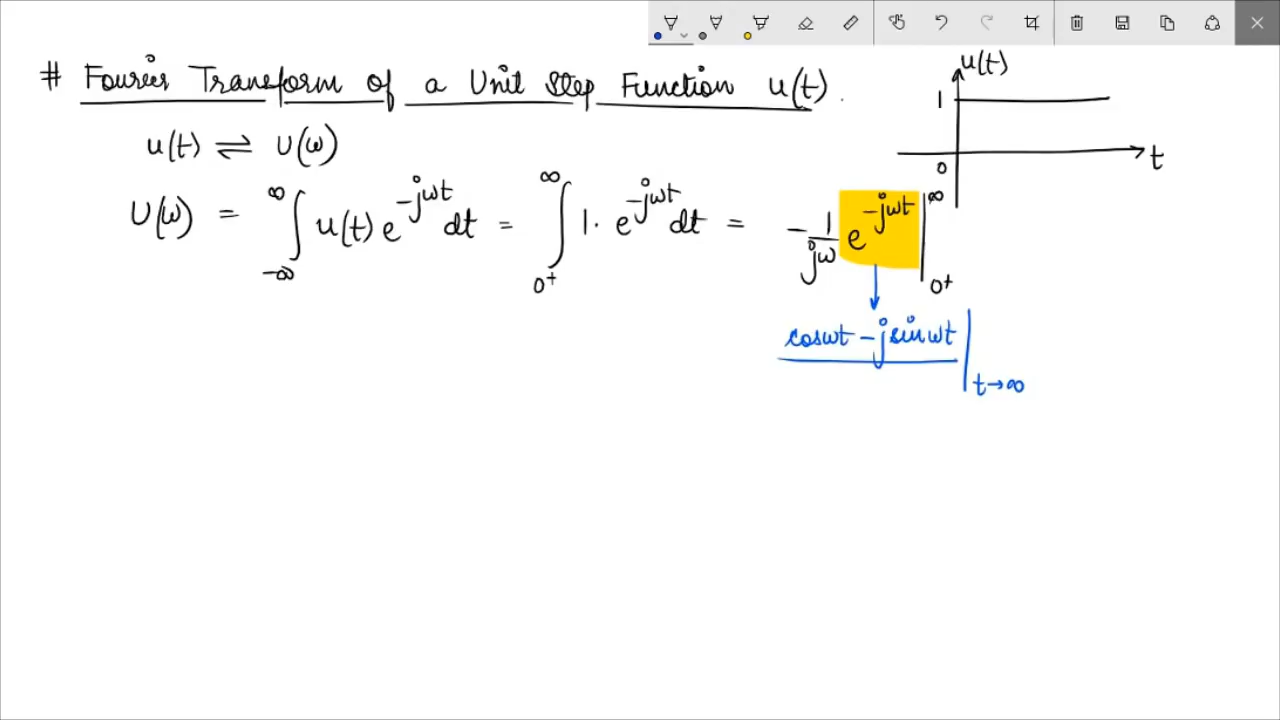 # Fourier Transform of a Unit Step Function u(t).
u(t)
1
0
t
u(t) ⇌ U(ω)
U(ω) = ∫_{-∞}^{∞} u(t) e^{-jωt} dt = ∫_{0⁺}^{∞} 1· e^{-jωt} dt = -1/jω e^{-jωt} |_{0⁺}^{∞}
cosωt - jsinωt |_{t→∞}